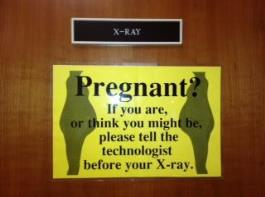 X-RAY
Pregnant?
If you are,
or think you might be,
please tell the
technologist
before your X-ray.